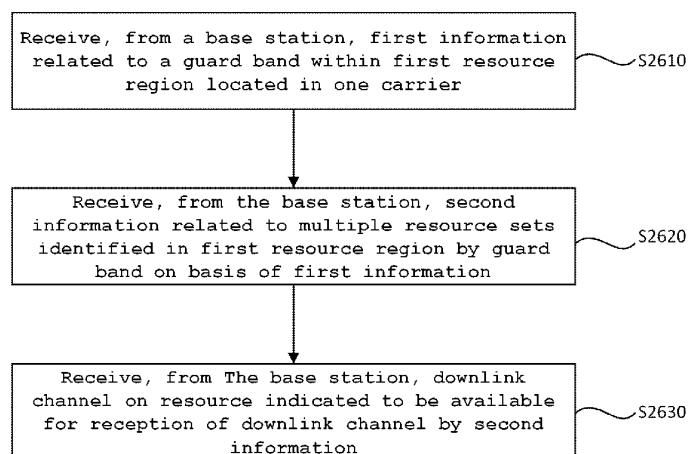 Receive, from a base station, first information
related to a guard band within first resource
region located in one carrier
S2610
Receive, from the base station, second
information related to multiple resource sets
identified in first resource region by guard
band on basis of first information
S2620
Receive, from The base station, downlink
channel on resource indicated to be available
for reception of downlink channel by second
information
S2630